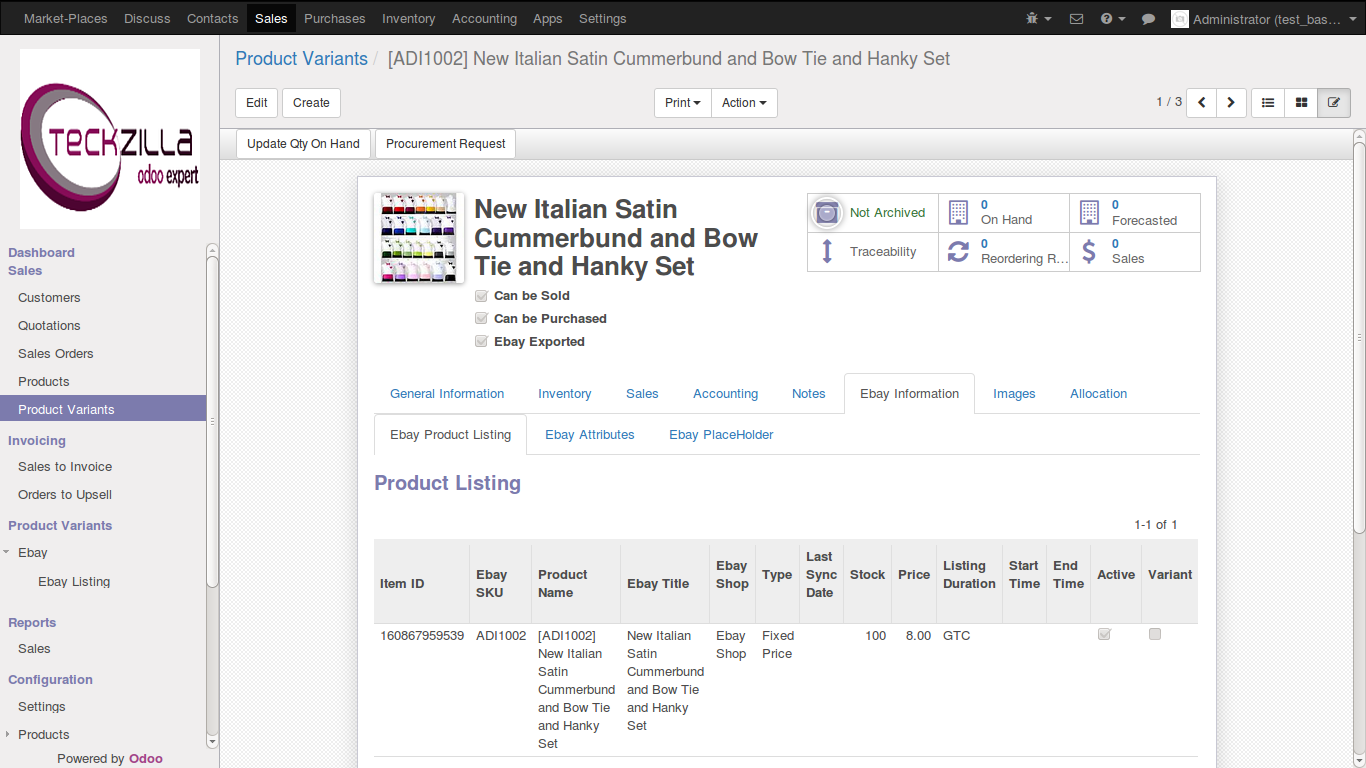 Market-Places Discuss Contacts Sales Purchases Inventory Accounting Apps Settings Administrator (test_bas...
TECKZILLA
odoo expert
Dashboard
Sales
Customers
Quotations
Sales Orders
Products
Product Variants
Invoicing
Sales to Invoice
Orders to Upsell
Product Variants
Ebay
Ebay Listing
Reports
Sales
Configuration
Settings
Products
Powered by Odoo
Product Variants / [ADI1002] New Italian Satin Cummerbund and Bow Tie and Hanky Set
Edit Create Print Action 1 / 3
Update Qty On Hand Procurement Request
New Italian Satin
Cummerbund and Bow
Tie and Hanky Set
Can be Sold
Can be Purchased
Ebay Exported
Not Archived
0
On Hand
0
Forecasted
Traceability
0
Reordering R...
0
Sales
General Information Inventory Sales Accounting Notes Ebay Information Images Allocation
Ebay Product Listing Ebay Attributes Ebay PlaceHolder
Product Listing
1-1 of 1
Item ID
Ebay
SKU
Product
Name
Ebay Title
Ebay
Shop
Type
Last
Sync
Date
Stock
Price
Listing
Duration
Start
Time
End
Time
Active
Variant
160867959539
ADI1002
[ADI1002]
New Italian
Satin
Cummerbund
and Bow Tie
and Hanky
Set
New Italian
Satin
Cummerbund
and Bow Tie
and Hanky
Set
Ebay
Shop
Fixed
Price
100
8.00
GTC